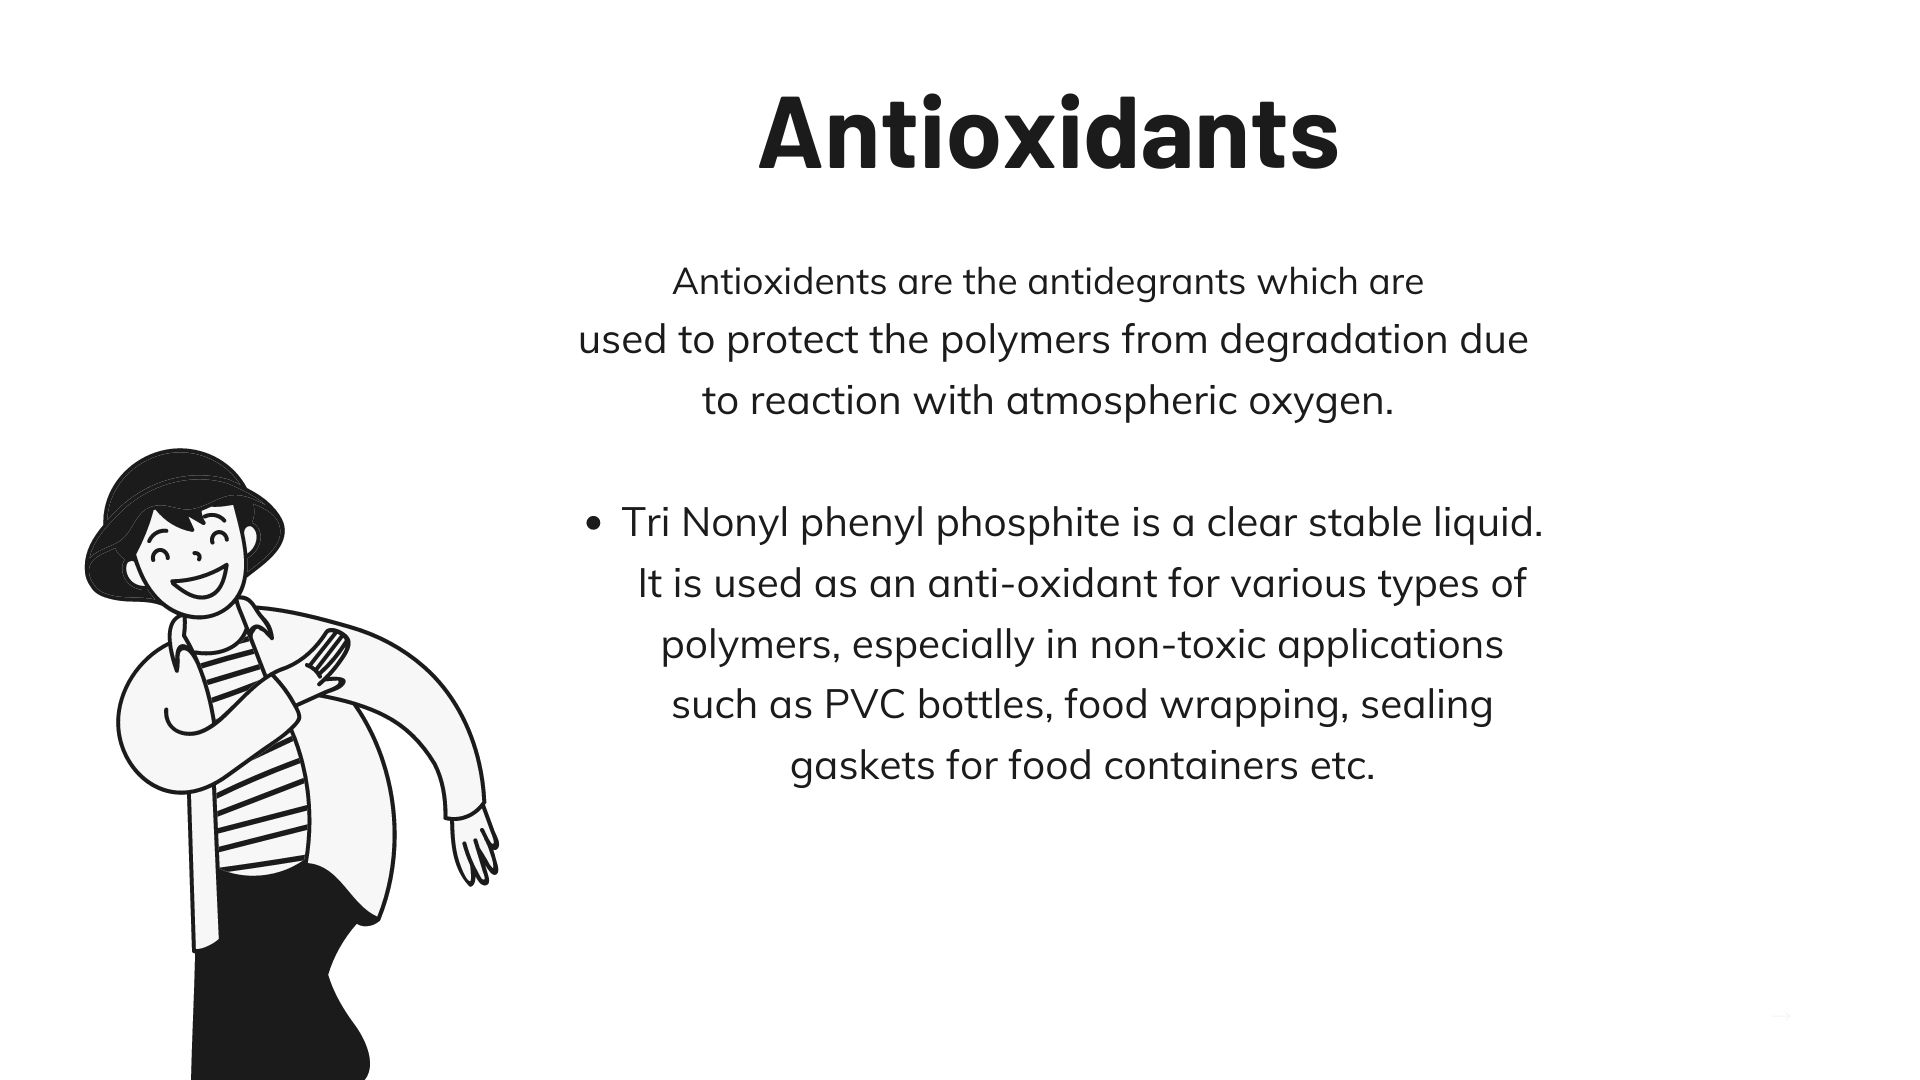 Antioxidants
Antioxidents are the antidegrants which are
used to protect the polymers from degradation due
to reaction with atmospheric oxygen.
• Tri Nonyl phenyl phosphite is a clear stable liquid.
It is used as an anti-oxidant for various types of
polymers, especially in non-toxic applications
such as PVC bottles, food wrapping, sealing
gaskets for food containers etc.